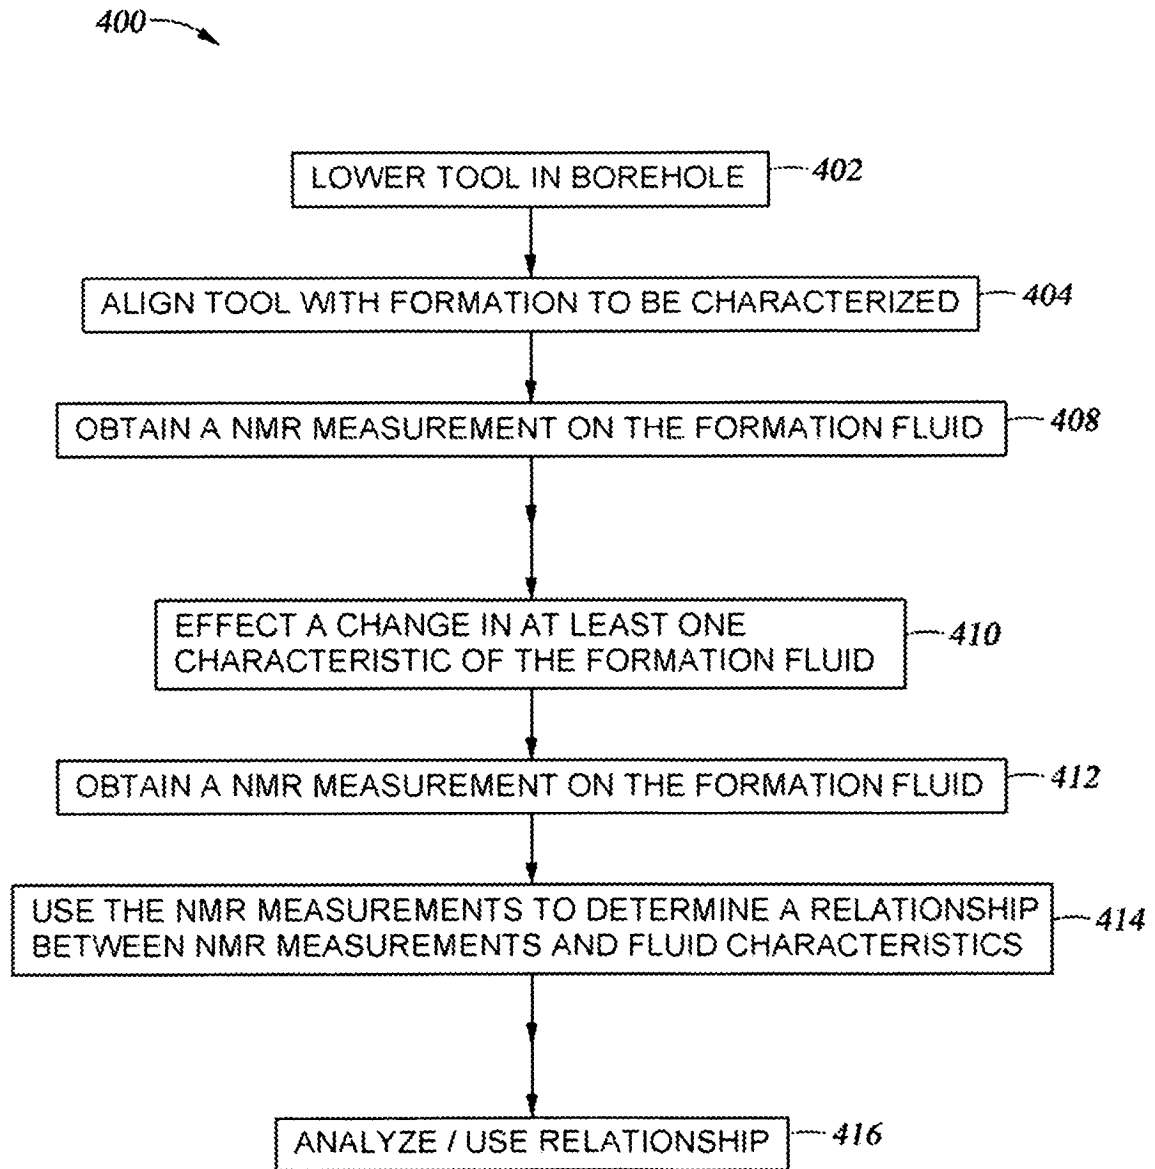 400
LOWER TOOL IN BOREHOLE
402
ALIGN TOOL WITH FORMATION TO BE CHARACTERIZED
404
OBTAIN A NMR MEASUREMENT ON THE FORMATION FLUID
408
EFFECT A CHANGE IN AT LEAST ONE
CHARACTERISTIC OF THE FORMATION FLUID
410
OBTAIN A NMR MEASUREMENT ON THE FORMATION FLUID
412
USE THE NMR MEASUREMENTS TO DETERMINE A RELATIONSHIP
BETWEEN NMR MEASUREMENTS AND FLUID CHARACTERISTICS
414
ANALYZE / USE RELATIONSHIP
416